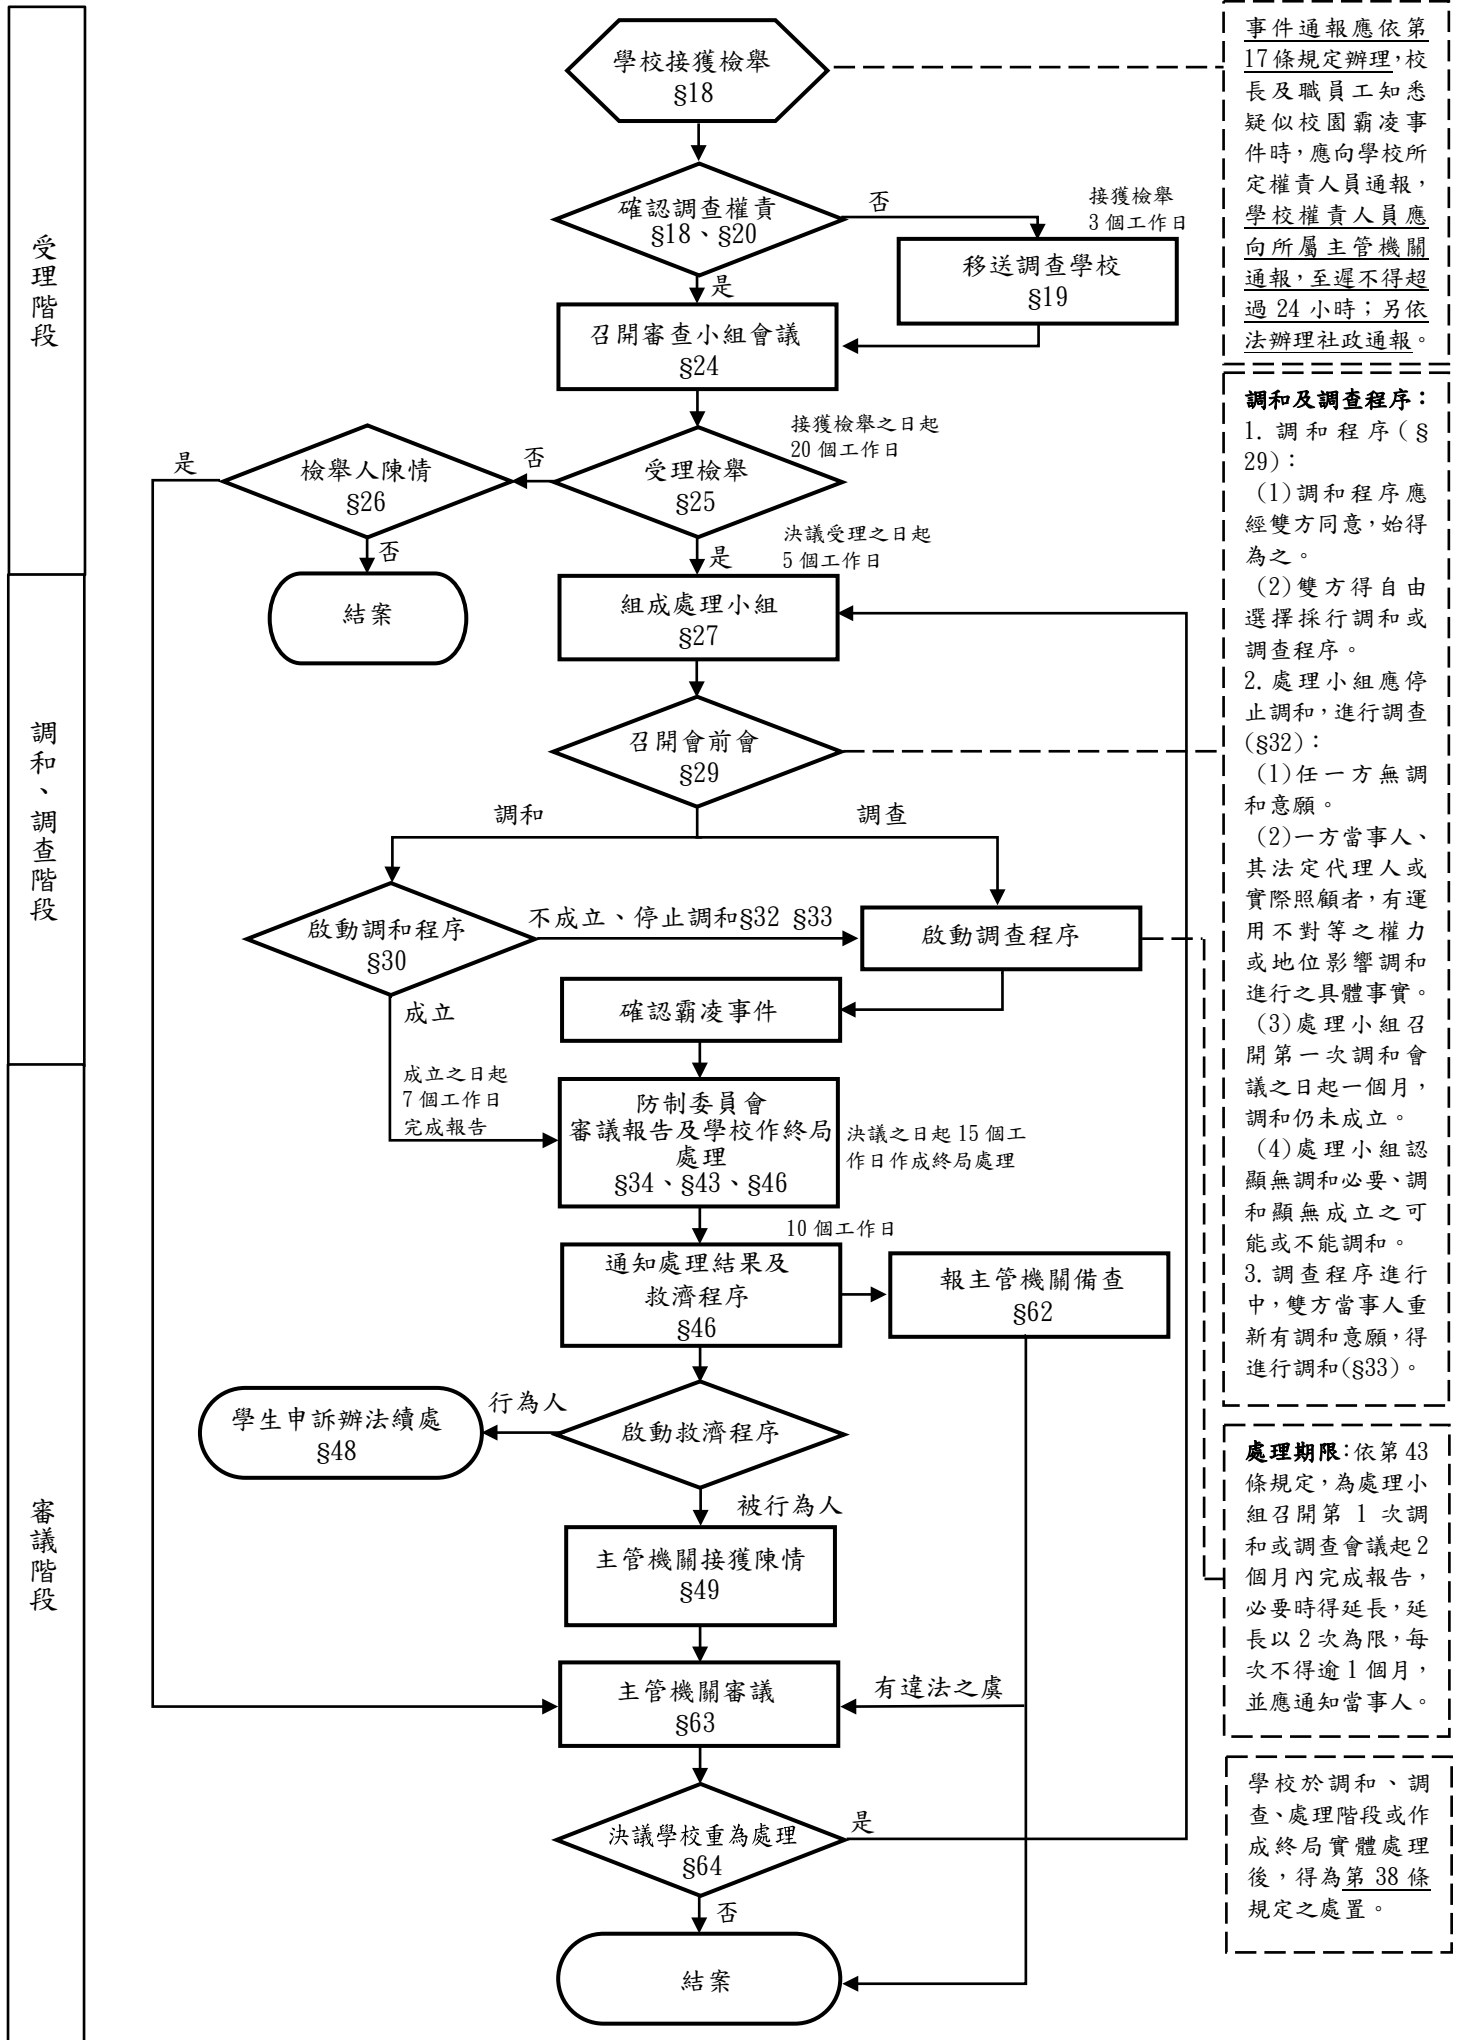 受理階段
調和、調查階段
審議階段
學校接獲檢舉
§18
確認調查權責
§18、§20
否
接獲檢舉
3 個工作日
移送調查學校
§19
是
召開審查小組會議
§24
接獲檢舉之日起
20 個工作日
受理檢舉
§25
否
檢舉人陳情
§26
是
否
結案
決議受理之日起
5 個工作日
是
組成處理小組
§27
召開會前會
§29
調和
調查
啟動調和程序
§30
不成立、停止調和§32 §33
啟動調查程序
成立
確認霸凌事件
成立之日起
7 個工作日
完成報告
防制委員會
審議報告及學校作終局
處理
§34、§43、§46
決議之日起 15 個工
作日作成終局處理
10 個工作日
通知處理結果及
救濟程序
§46
報主管機關備查
§62
啟動救濟程序
行為人
學生申訴辦法續處
§48
被行為人
主管機關接獲陳情
§49
主管機關審議
§63
有違法之虞
決議學校重為處理
§64
是
否
結案
事件通報應依第
17 條規定辦理,校
長及職員工知悉
疑似校園霸凌事
件時,應向學校所
定權責人員通報,
學校權責人員應
向所屬主管機關
通報,至遲不得超
過 24 小時;另依
法辦理社政通報。
調和及調查程序:
1. 調和程序(§
29):
(1)調和程序應
經雙方同意,始得
為之。
(2)雙方得自由
選擇採行調和或
調查程序。
2. 處理小組應停
止調和,進行調查
(§32):
(1)任一方無調
和意願。
(2)一方當事人、
其法定代理人或
實際照顧者,有運
用不對等之權力
或地位影響調和
進行之具體事實。
(3)處理小組召
開第一次調和會
議之日起一個月,
調和仍未成立。
(4)處理小組認
顯無調和必要、調
和顯無成立之可
能或不能調和。
3. 調查程序進行
中,雙方當事人重
新有調和意願,得
進行調和(§33)。
處理期限:依第 43
條規定,為處理小
組召開第 1 次調
和或調查會議起 2
個月內完成報告,
必要時得延長,延
長以 2 次為限,每
次不得逾 1 個月,
並應通知當事人。
學校於調和、調
查、處理階段或作
成終局實體處理
後,得為第 38 條
規定之處置。